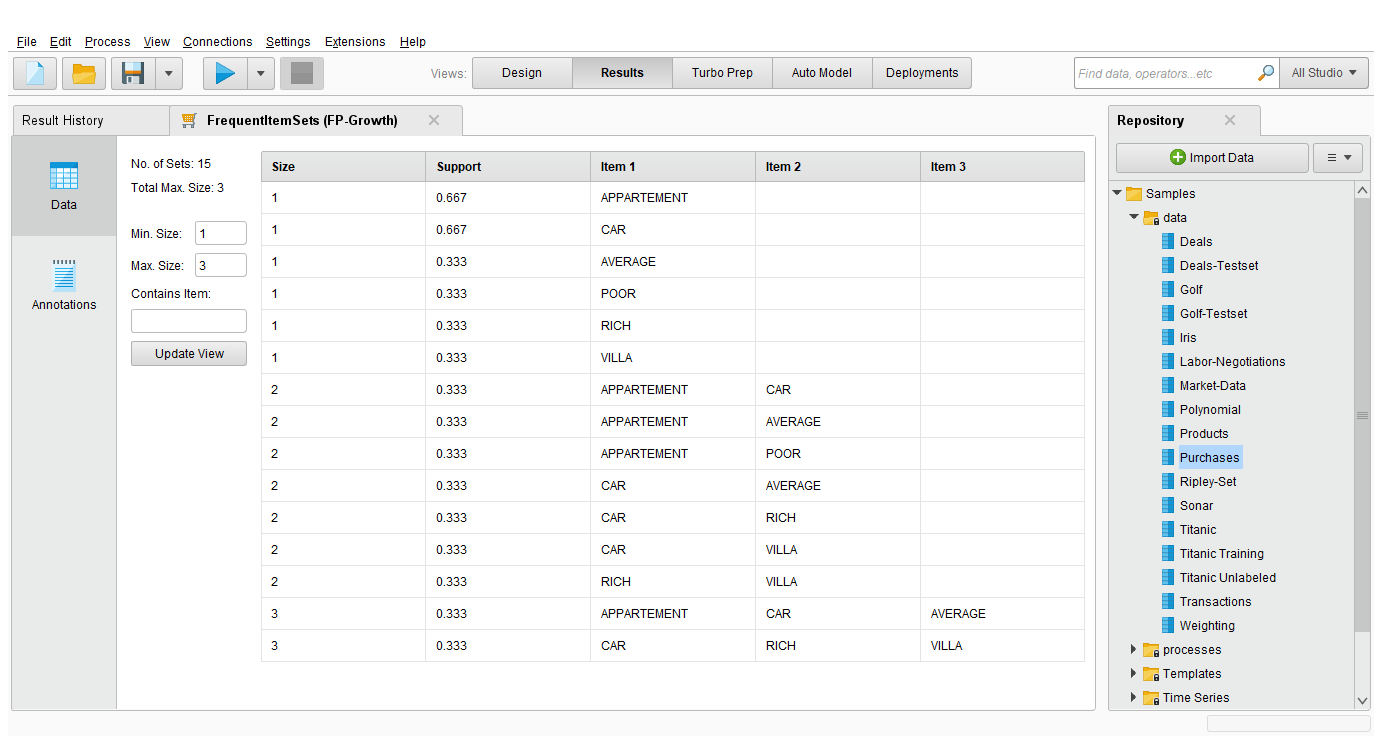 File Edit Process View Connections Settings Extensions Help
Views: Design Results Turbo Prep Auto Model Deployments Find data, operators...etc All Studio
Result History FrequentItemSets (FP-Growth)
Data
Annotations
No. of Sets: 15
Total Max. Size: 3
Min. Size: 1
Max. Size: 3
Contains Item:
Update View
Size Support Item 1 Item 2 Item 3
1 0.667 APPARTEMENT
1 0.667 CAR
1 0.333 AVERAGE
1 0.333 POOR
1 0.333 RICH
1 0.333 VILLA
2 0.333 APPARTEMENT CAR
2 0.333 APPARTEMENT AVERAGE
2 0.333 APPARTEMENT POOR
2 0.333 CAR AVERAGE
2 0.333 CAR RICH
2 0.333 CAR VILLA
2 0.333 RICH VILLA
3 0.333 APPARTEMENT CAR AVERAGE
3 0.333 CAR RICH VILLA
Repository
Import Data
Samples
data
Deals
Deals-Testset
Golf
Golf-Testset
Iris
Labor-Negotiations
Market-Data
Polynomial
Products
Purchases
Ripley-Set
Sonar
Titanic
Titanic Training
Titanic Unlabeled
Transactions
Weighting
processes
Templates
Time Series